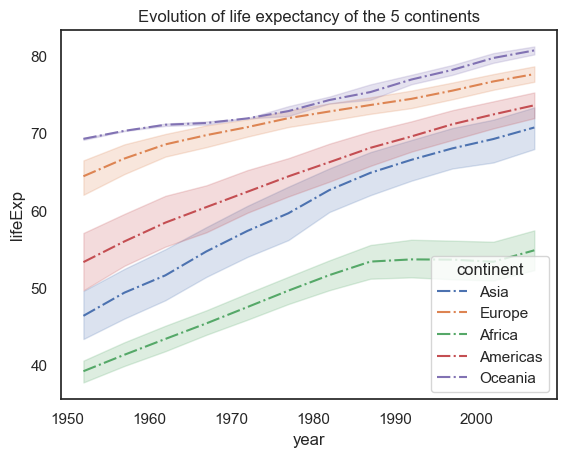 Evolution of life expectancy of the 5 continents
80
70
60
50
40
lifeExp
continent
Asia
Europe
Africa
Americas
Oceania
1950 1960 1970 1980 1990 2000
year